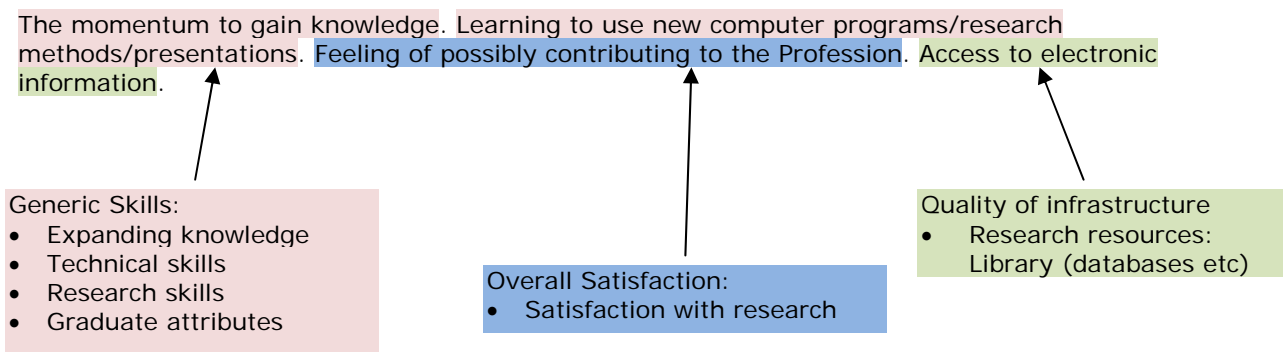 The momentum to gain knowledge. Learning to use new computer programs/research
methods/presentations. Feeling of possibly contributing to the Profession. Access to electronic
information.
Generic Skills:
• Expanding knowledge
• Technical skills
• Research skills
• Graduate attributes
Overall Satisfaction:
• Satisfaction with research
Quality of infrastructure
• Research resources:
Library (databases etc)